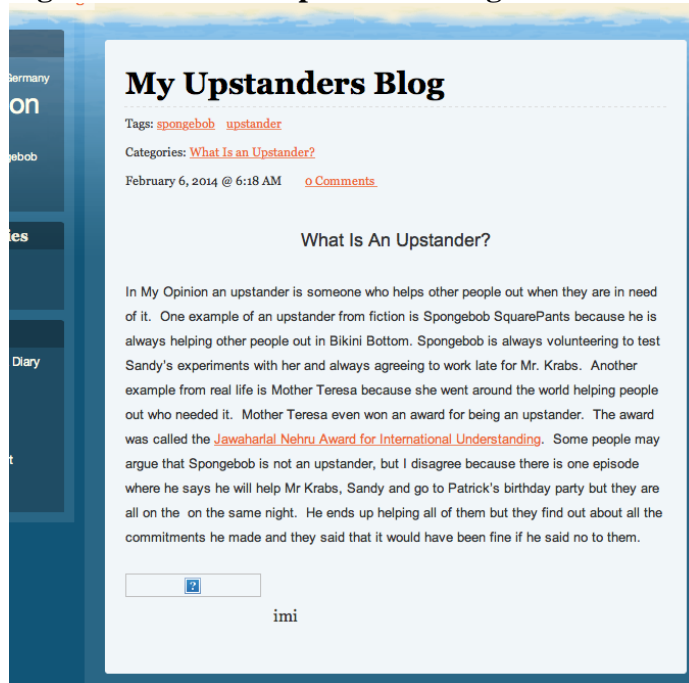 Germany
on
gebob
ies
Diary
t
My Upstanders Blog
Tags: spongebob upstander
Categories: What Is an Upstander?
February 6, 2014 @ 6:18 AM 0 Comments
What Is An Upstander?
In My Opinion an upstander is someone who helps other people out when they are in need
of it. One example of an upstander from fiction is Spongebob SquarePants because he is
always helping other people out in Bikini Bottom. Spongebob is always volunteering to test
Sandy's experiments with her and always agreeing to work late for Mr. Krabs. Another
example from real life is Mother Teresa because she went around the world helping people
out who needed it. Mother Teresa even won an award for being an upstander. The award
was called the Jawaharlal Nehru Award for International Understanding. Some people may
argue that Spongebob is not an upstander, but I disagree because there is one episode
where he says he will help Mr Krabs, Sandy and go to Patrick's birthday party but they are
all on the on the same night. He ends up helping all of them but they find out about all the
commitments he made and they said that it would have been fine if he said no to them.
?
imi